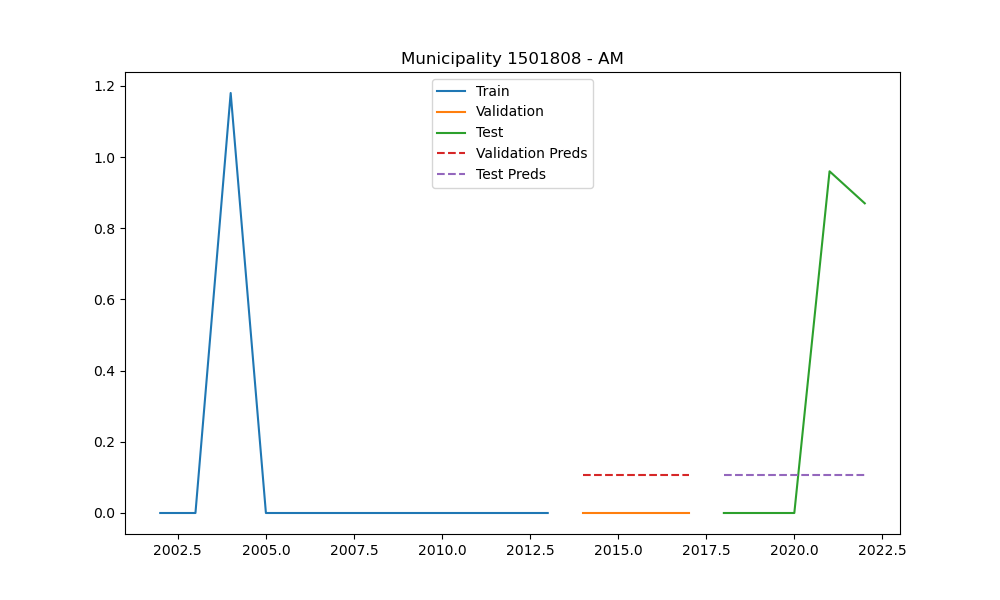 Municipality 1501808 - AM
1.2
1.0
0.8
0.6
0.4
0.2
0.0
Train
Validation
Test
Validation Preds
Test Preds
2002.5 2005.0 2007.5 2010.0 2012.5 2015.0 2017.5 2020.0 2022.5